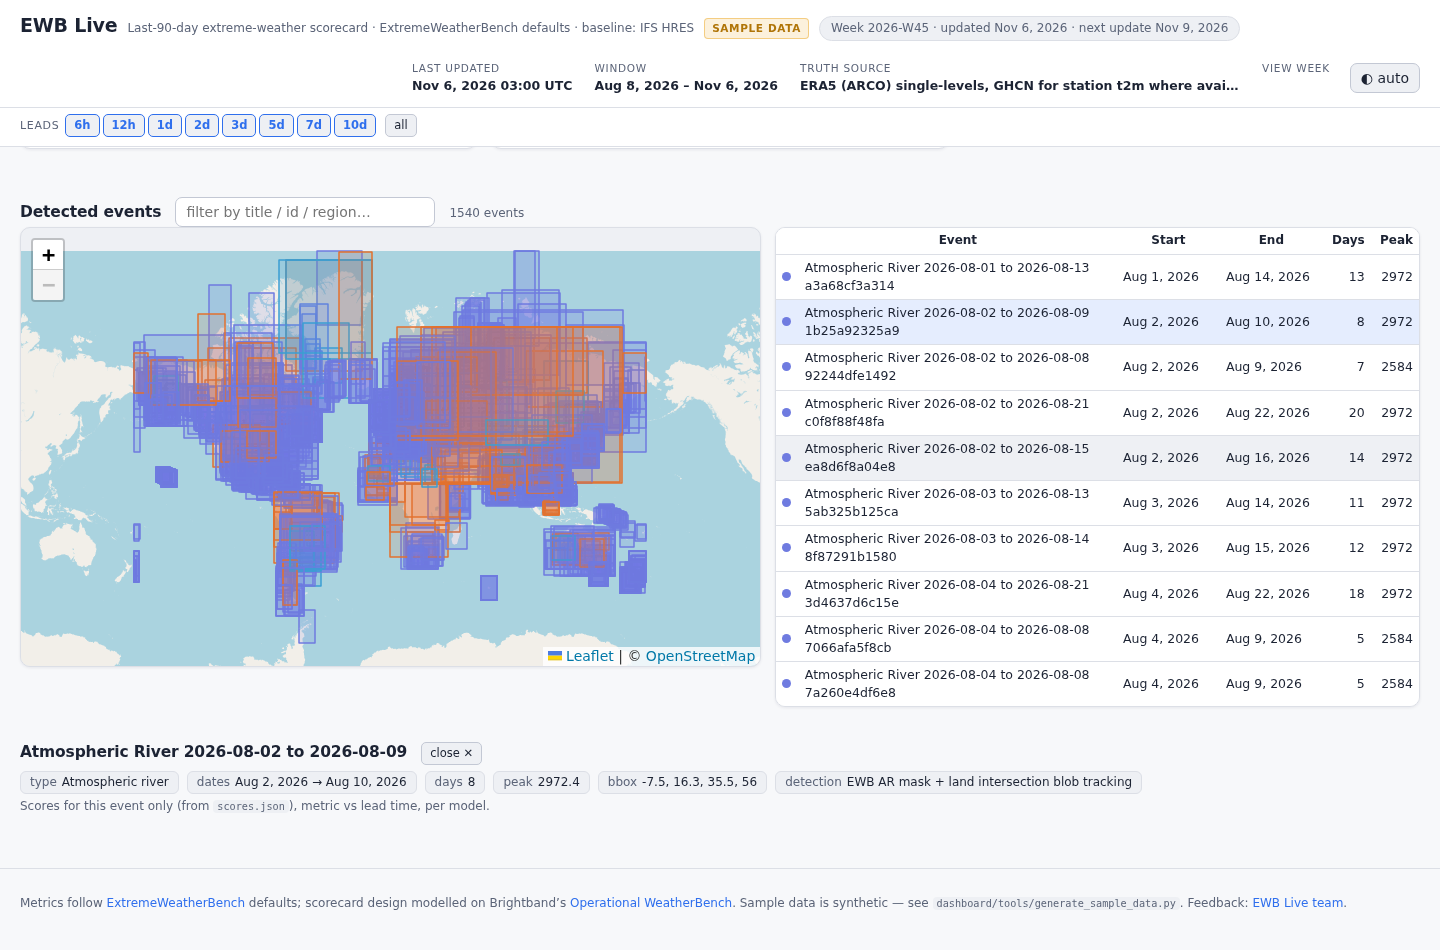 EWB Live Last-90-day extreme-weather scorecard · ExtremeWeatherBench defaults · baseline: IFS HRES SAMPLE DATA Week 2026-W45 · updated Nov 6, 2026 · next update Nov 9, 2026
LAST UPDATED WINDOW TRUTH SOURCE VIEW WEEK
Nov 6, 2026 03:00 UTC Aug 8, 2026 – Nov 6, 2026 ERA5 (ARCO) single-levels, GHCN for station t2m where avai… ◐ auto
LEADS 6h 12h 1d 2d 3d 5d 7d 10d all
Detected events filter by title / id / region… 1540 events
+
−
Leaflet | © OpenStreetMap
Event Start End Days Peak
Atmospheric River 2026-08-01 to 2026-08-13
a3a68cf3a314 Aug 1, 2026 Aug 14, 2026 13 2972
Atmospheric River 2026-08-02 to 2026-08-09
1b25a92325a9 Aug 2, 2026 Aug 10, 2026 8 2972
Atmospheric River 2026-08-02 to 2026-08-08
92244dfe1492 Aug 2, 2026 Aug 9, 2026 7 2584
Atmospheric River 2026-08-02 to 2026-08-21
c0f8f88f48fa Aug 2, 2026 Aug 22, 2026 20 2972
Atmospheric River 2026-08-02 to 2026-08-15
ea8d6f8a04e8 Aug 2, 2026 Aug 16, 2026 14 2972
Atmospheric River 2026-08-03 to 2026-08-13
5ab325b125ca Aug 3, 2026 Aug 14, 2026 11 2972
Atmospheric River 2026-08-03 to 2026-08-14
8f87291b1580 Aug 3, 2026 Aug 15, 2026 12 2972
Atmospheric River 2026-08-04 to 2026-08-21
3d4637d6c15e Aug 4, 2026 Aug 22, 2026 18 2972
Atmospheric River 2026-08-04 to 2026-08-08
7066afa5f8cb Aug 4, 2026 Aug 9, 2026 5 2584
Atmospheric River 2026-08-04 to 2026-08-08
7a260e4df6e8 Aug 4, 2026 Aug 9, 2026 5 2584
Atmospheric River 2026-08-02 to 2026-08-09 close ✕
type Atmospheric river dates Aug 2, 2026 → Aug 10, 2026 days 8 peak 2972.4 bbox -7.5, 16.3, 35.5, 56 detection EWB AR mask + land intersection blob tracking
Scores for this event only (from scores.json ), metric vs lead time, per model.
Metrics follow ExtremeWeatherBench defaults; scorecard design modelled on Brightband’s Operational WeatherBench. Sample data is synthetic — see dashboard/tools/generate_sample_data.py . Feedback: EWB Live team.